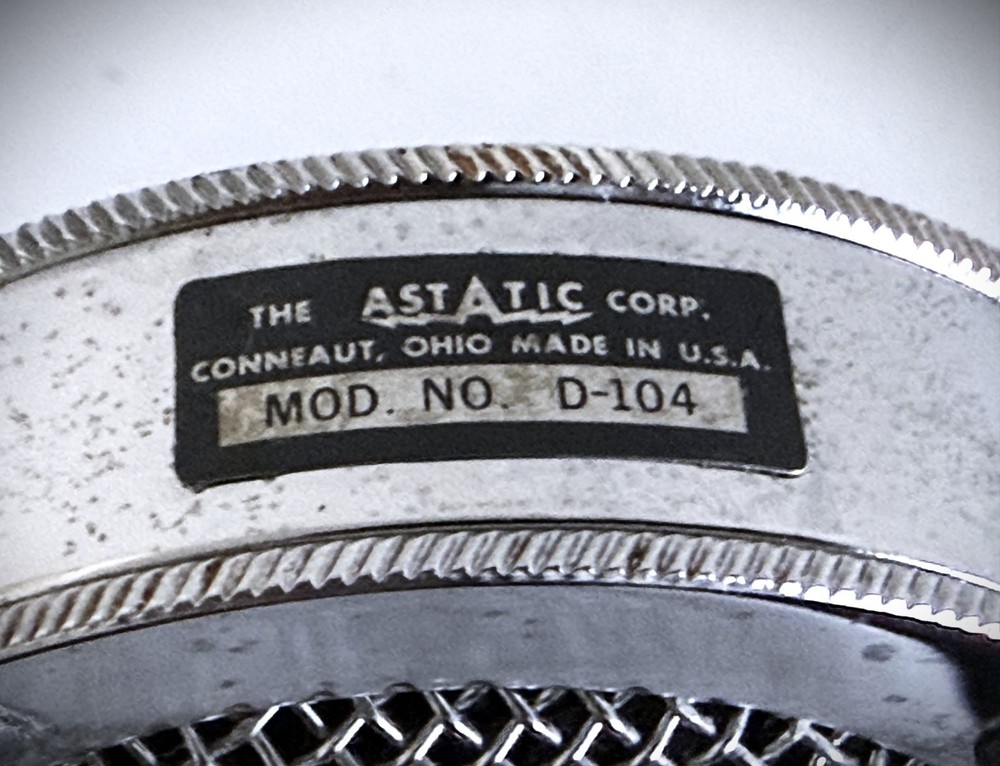 THE ASTATIC CORP.
CONNEAUT, OHIO MADE IN U.S.A.
MOD. NO. D-104